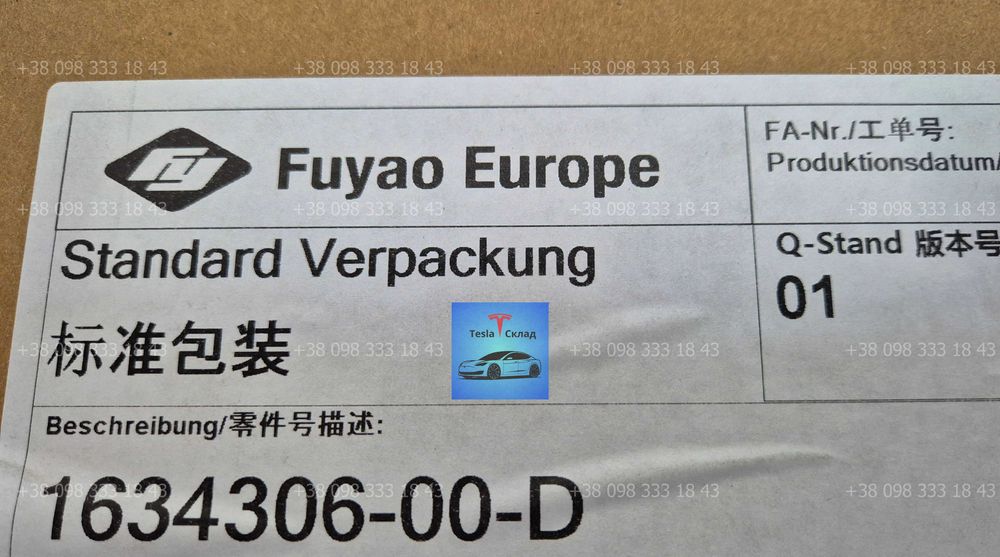 +38 098 333 18 43 +38 098 333 18 43 +38 098 333 18 43 +38 098 333 18 43
Fuyao Europe
FA-Nr./工单号:
Produktionsdatum/
+38 098 333 18 43 +38 098 333 18 43 +38 098 333 18 43 +38 098 333 18 43
Standard Verpackung
标准包装
Q-Stand 版本号
01
Tesla Склад
+38 098 333 18 43 +38 098 333 18 43 +38 098 333 18 43 +38 098 333 18 43
Beschreibung/零件号描述:
1634306-00-D
+38 098 333 18 43 +38 098 333 18 43 +38 098 333 18 43 +38 098 333 18 43